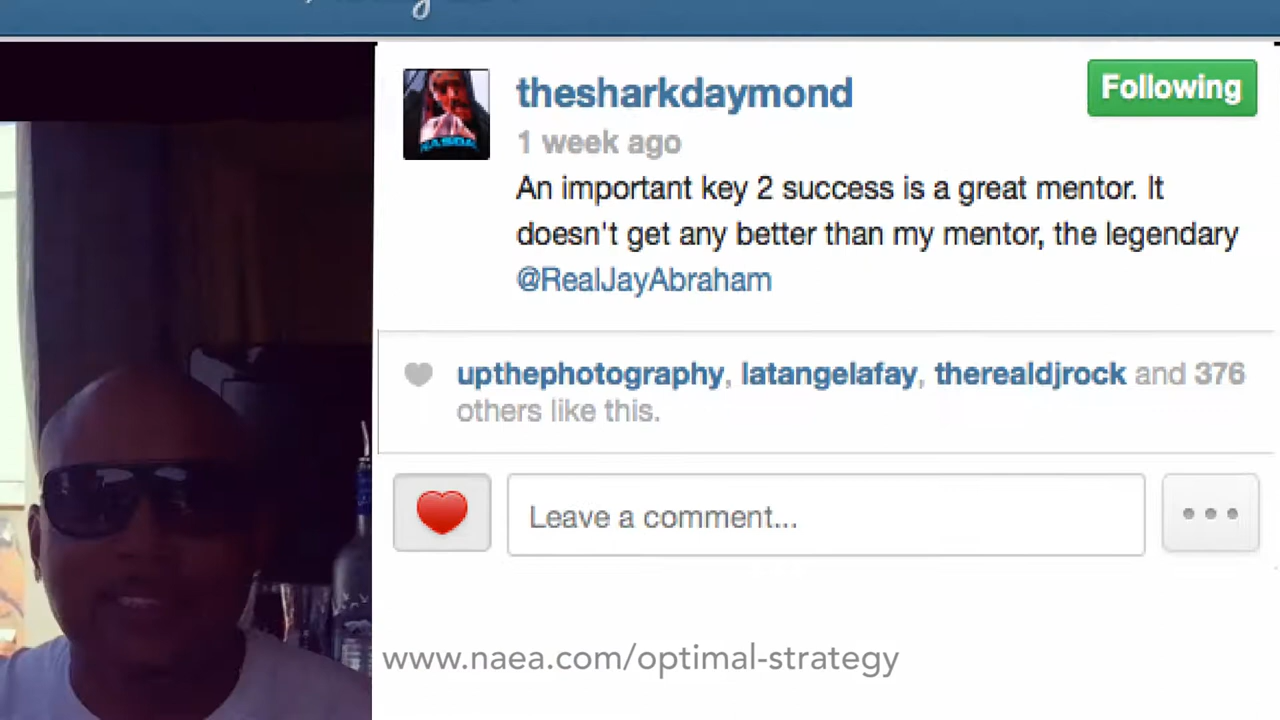 thesharkdaymond
Following
1 week ago
An important key 2 success is a great mentor. It
doesn't get any better than my mentor, the legendary
@RealJayAbraham
upthephotography, latangelafay, therealdjrock and 376
others like this.
Leave a comment...
www.naea.com/optimal-strategy